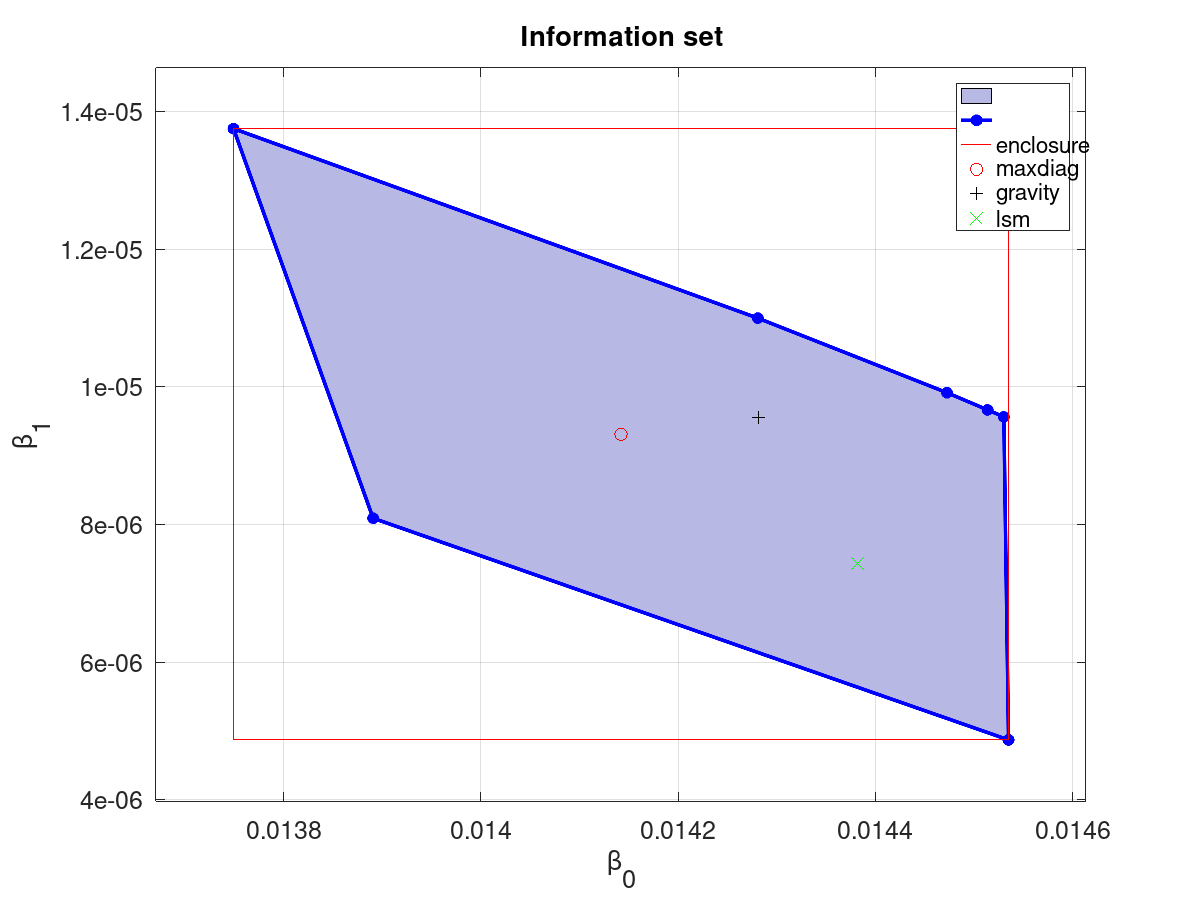 Information set
1.4e-05
1.2e-05
1e-05
8e-06
6e-06
4e-06
β1
enclosure
maxdiag
gravity
lsm
0.0138
0.014
0.0142
0.0144
0.0146
β0